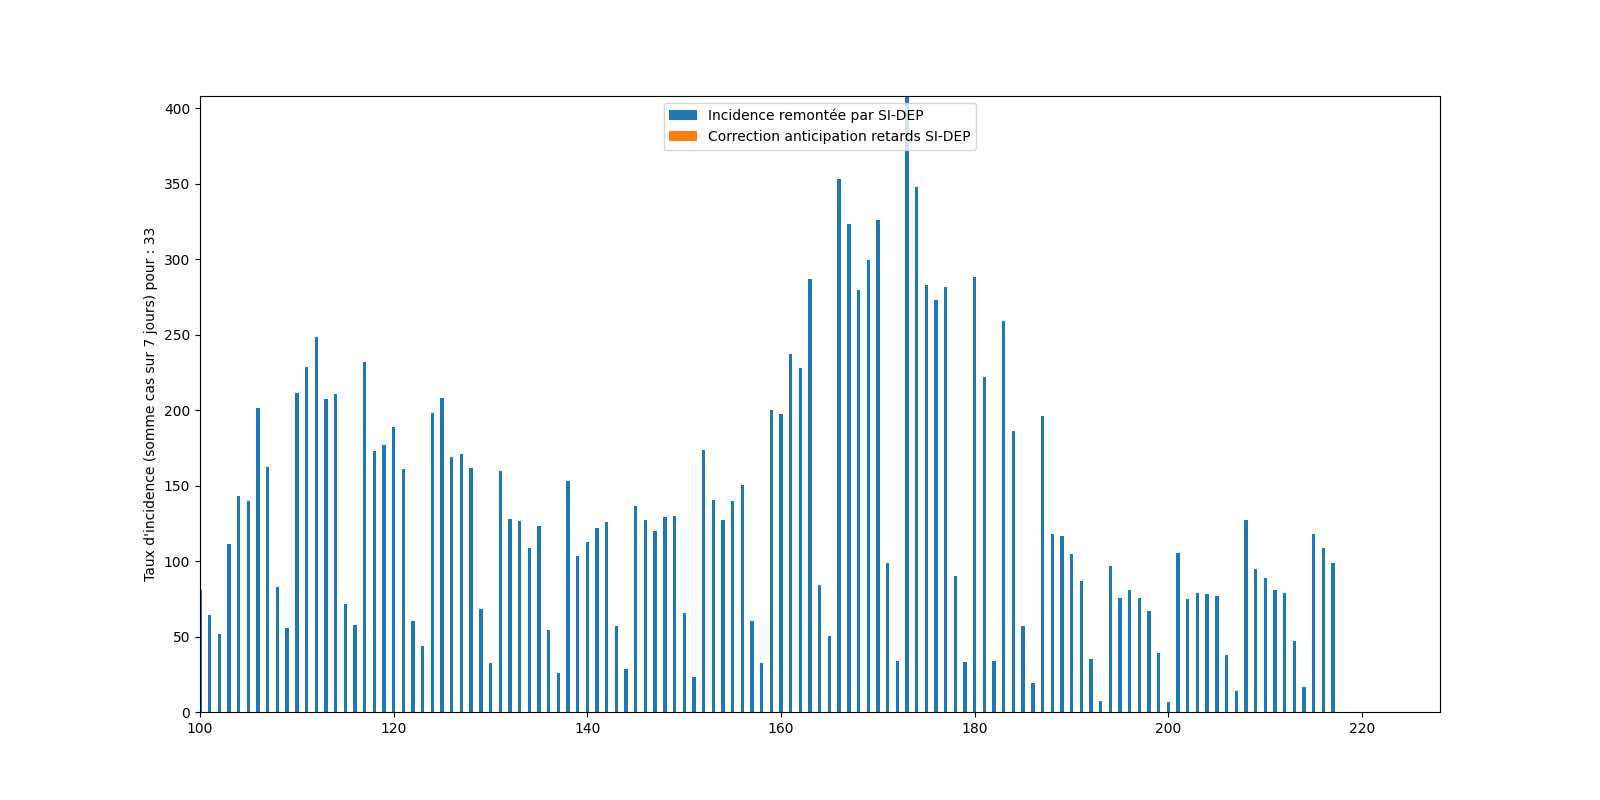 Incidence remontée par SI-DEP
Correction anticipation retards SI-DEP
Taux d'incidence (somme cas sur 7 jours) pour : 33
400
350
300
250
200
150
100
50
0
100 120 140 160 180 200 220